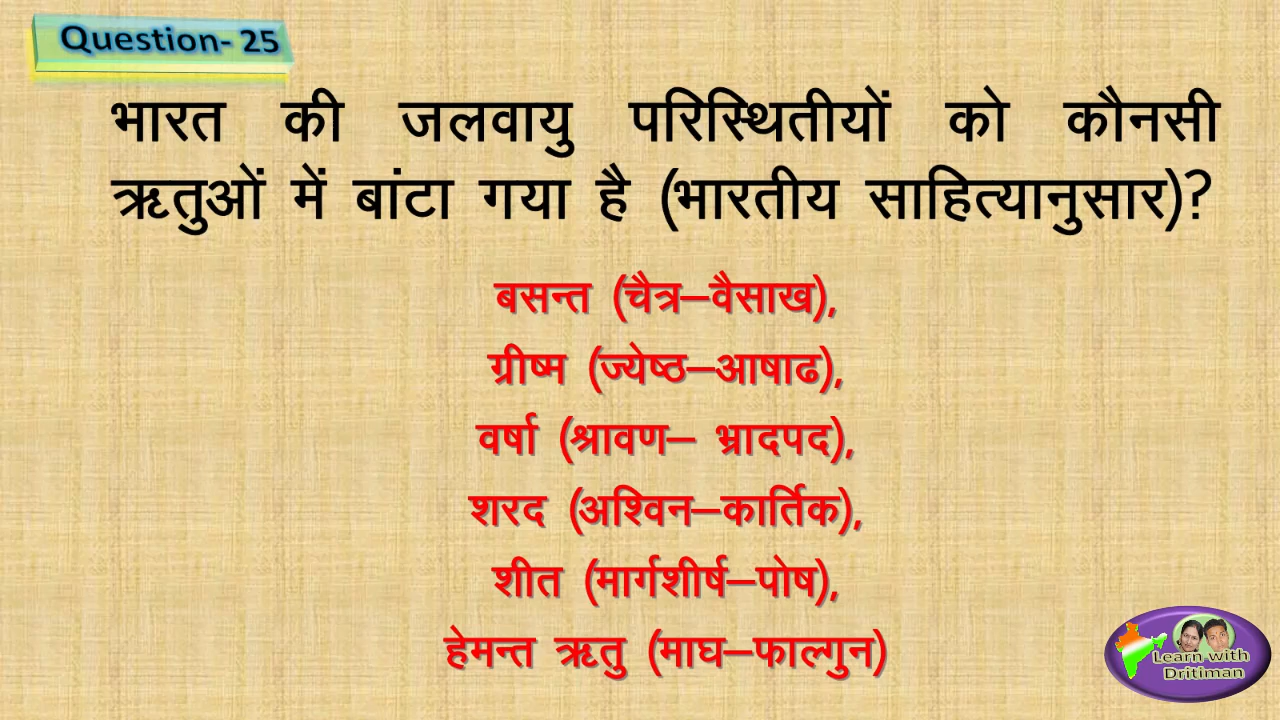 Question- 25
भारत की जलवायु परिस्थितीयों को कौनसी
ऋतुओं में बांटा गया है (भारतीय साहित्यानुसार)?
बसन्त (चैत्र–वैसाख),
ग्रीष्म (ज्येष्ठ–आषाढ),
वर्षा (श्रावण– भ्रादपद),
शरद (अश्विन–कार्तिक),
शीत (मार्गशीर्ष–पोष),
हेमन्त ऋतु (माघ–फाल्गुन)
Learn with
Dritiman